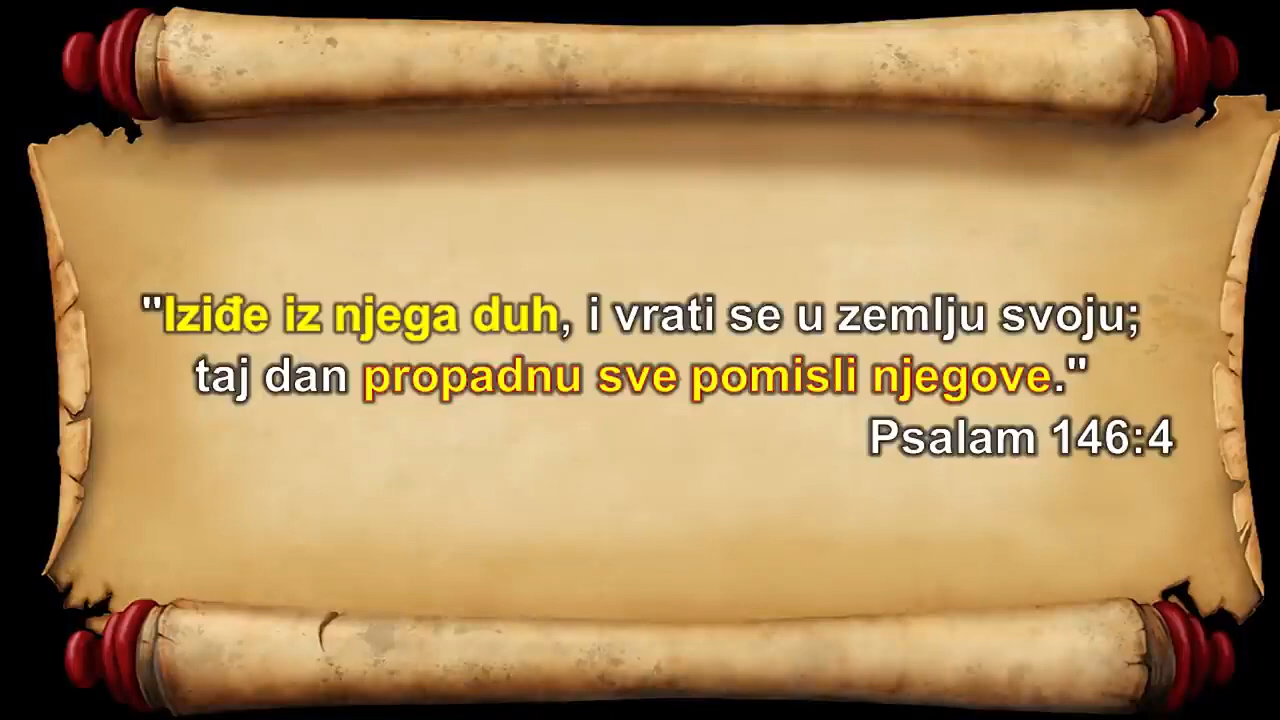 "Iziđe iz njega duh, i vrati se u zemlju svoju;
taj dan propadnu sve pomisli njegove."
Psalam 146:4